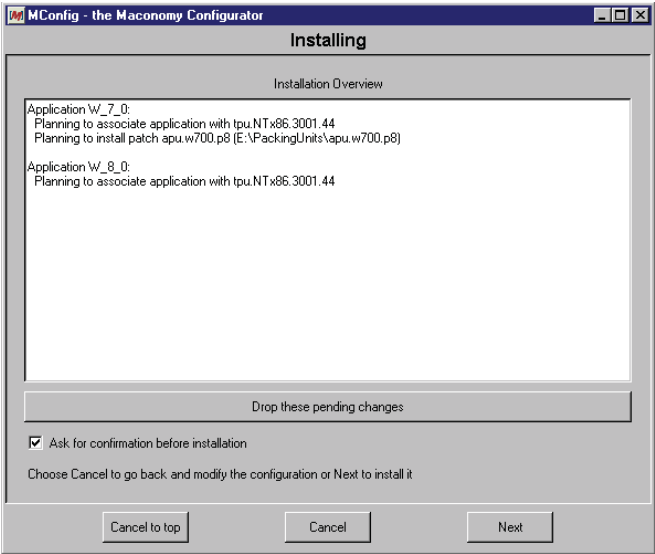 MConfig - the Maconomy Configurator
Installing
Installation Overview
Application W_7_0:
Planning to associate application with tpu.NTx86.3001.44
Planning to install patch apu.w700.p8 (E:\PackingUnits\apu.w700.p8)
Application W_8_0:
Planning to associate application with tpu.NTx86.3001.44
Drop these pending changes
Ask for confirmation before installation
Choose Cancel to go back and modify the configuration or Next to install it
Cancel to top
Cancel
Next